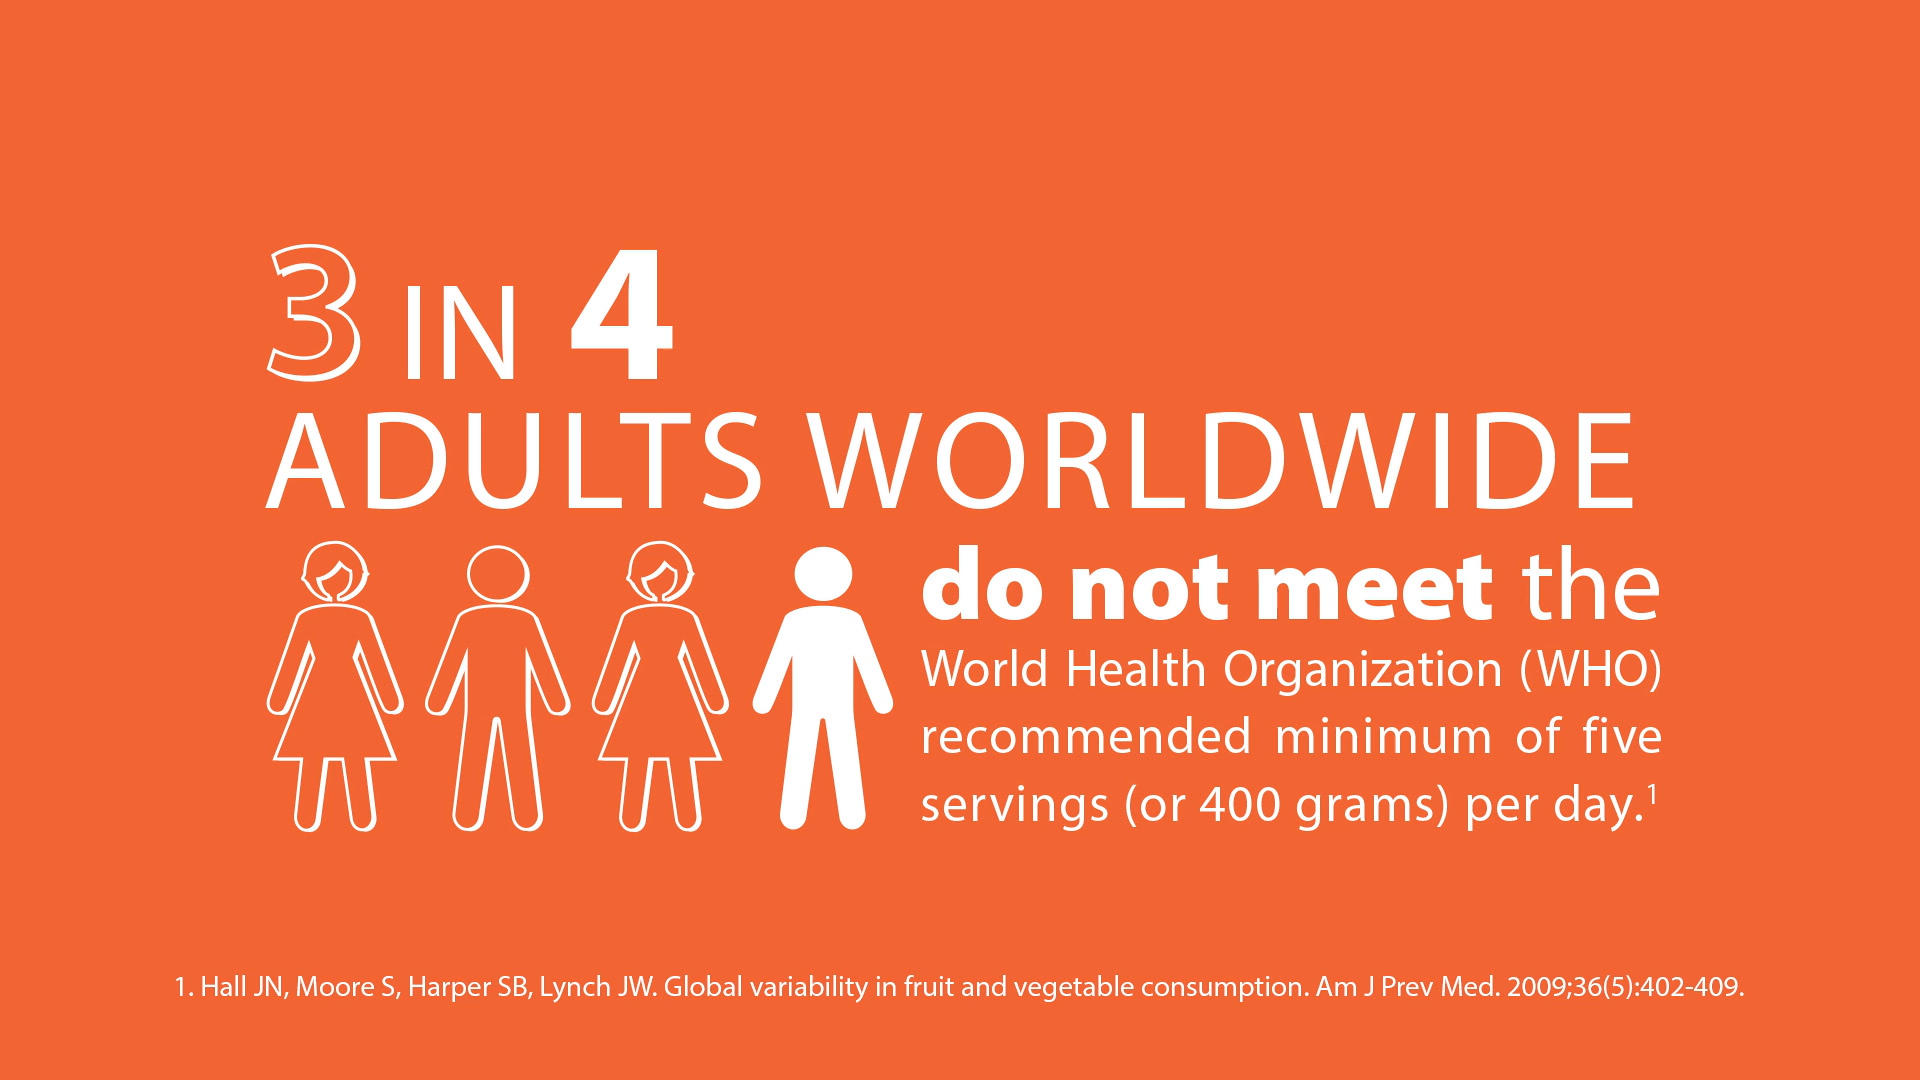 3 IN 4
ADULTS WORLDWIDE
do not meet the
World Health Organization (WHO)
recommended minimum of five
servings (or 400 grams) per day.1
1. Hall JN, Moore S, Harper SB, Lynch JW. Global variability in fruit and vegetable consumption. Am J Prev Med. 2009;36(5):402-409.